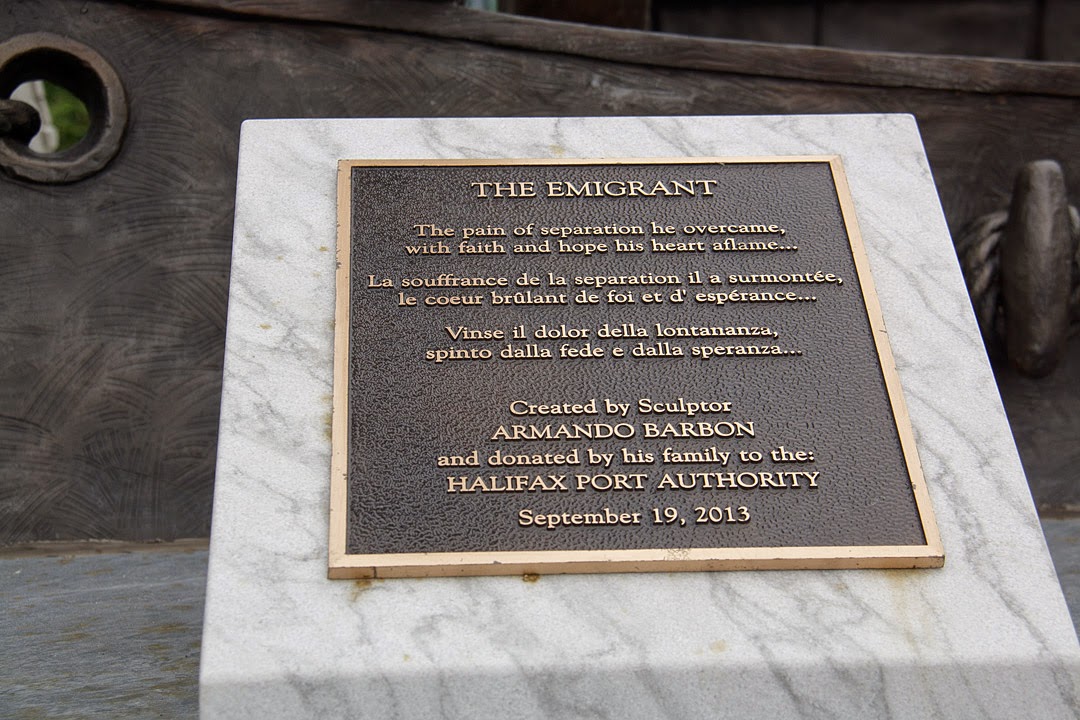 THE EMIGRANT
The pain of separation he overcame,
with faith and hope his heart aflame...
La souffrance de la separation il a surmontée,
le coeur brûlant de foi et d' espérance...
Vinse il dolor della lontananza,
spinto dalla fede e dalla speranza...
Created by Sculptor
ARMANDO BARBON
and donated by his family to the:
HALIFAX PORT AUTHORITY
September 19, 2013